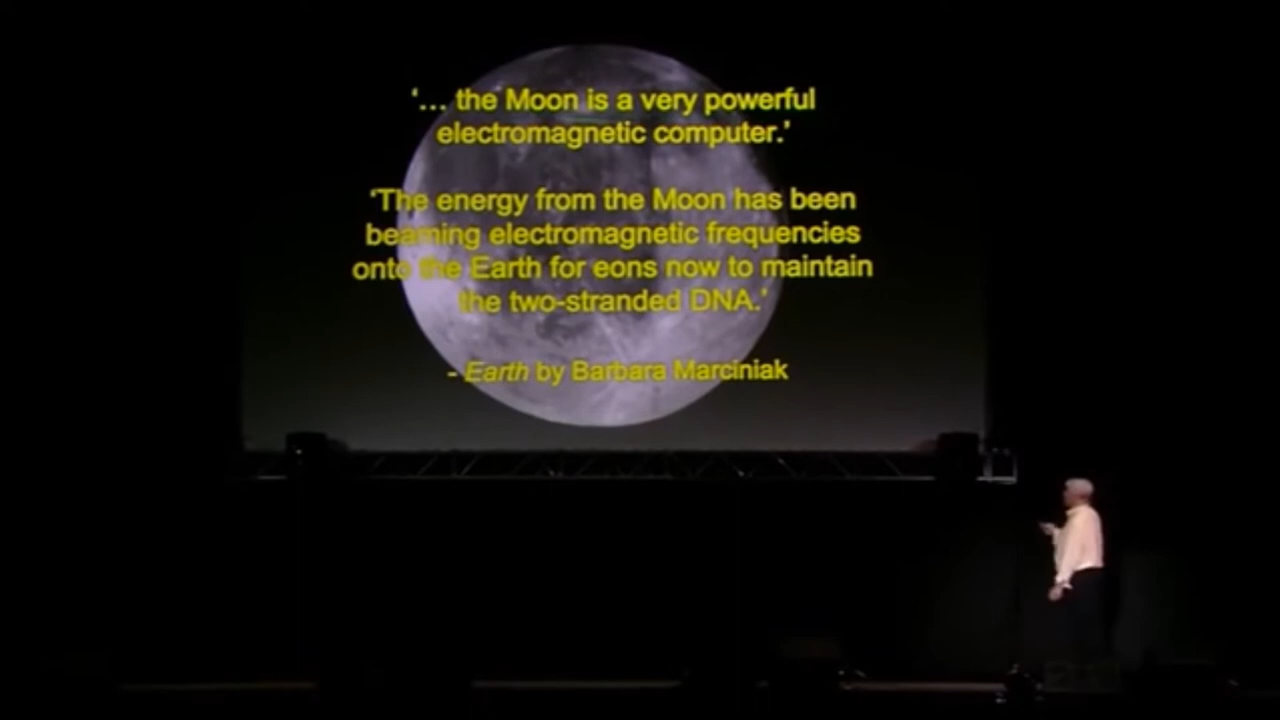 ‘... the Moon is a very powerful
electromagnetic computer.’
‘The energy from the Moon has been
beaming electromagnetic frequencies
onto the Earth for eons now to maintain
the two-stranded DNA.’
- Earth by Barbara Marciniak